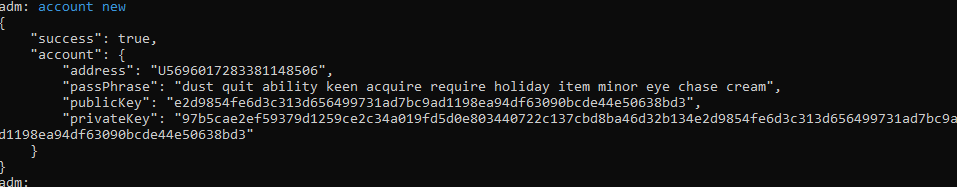 adm: account new
{
    "success": true,
    "account": {
        "address": "U5696017283381148506",
        "passPhrase": "dust quit ability keen acquire require holiday item minor eye chase cream",
        "publicKey": "e2d9854fe6d3c313d656499731ad7bc9ad1198ea94df63090bcde44e50638bd3",
        "privateKey": "97b5cae2ef59379d1259ce2c34a019fd5d0e803440722c137cbd8ba46d32b134e2d9854fe6d3c313d656499731ad7bc9a
d1198ea94df63090bcde44e50638bd3"
    }
}
adm: